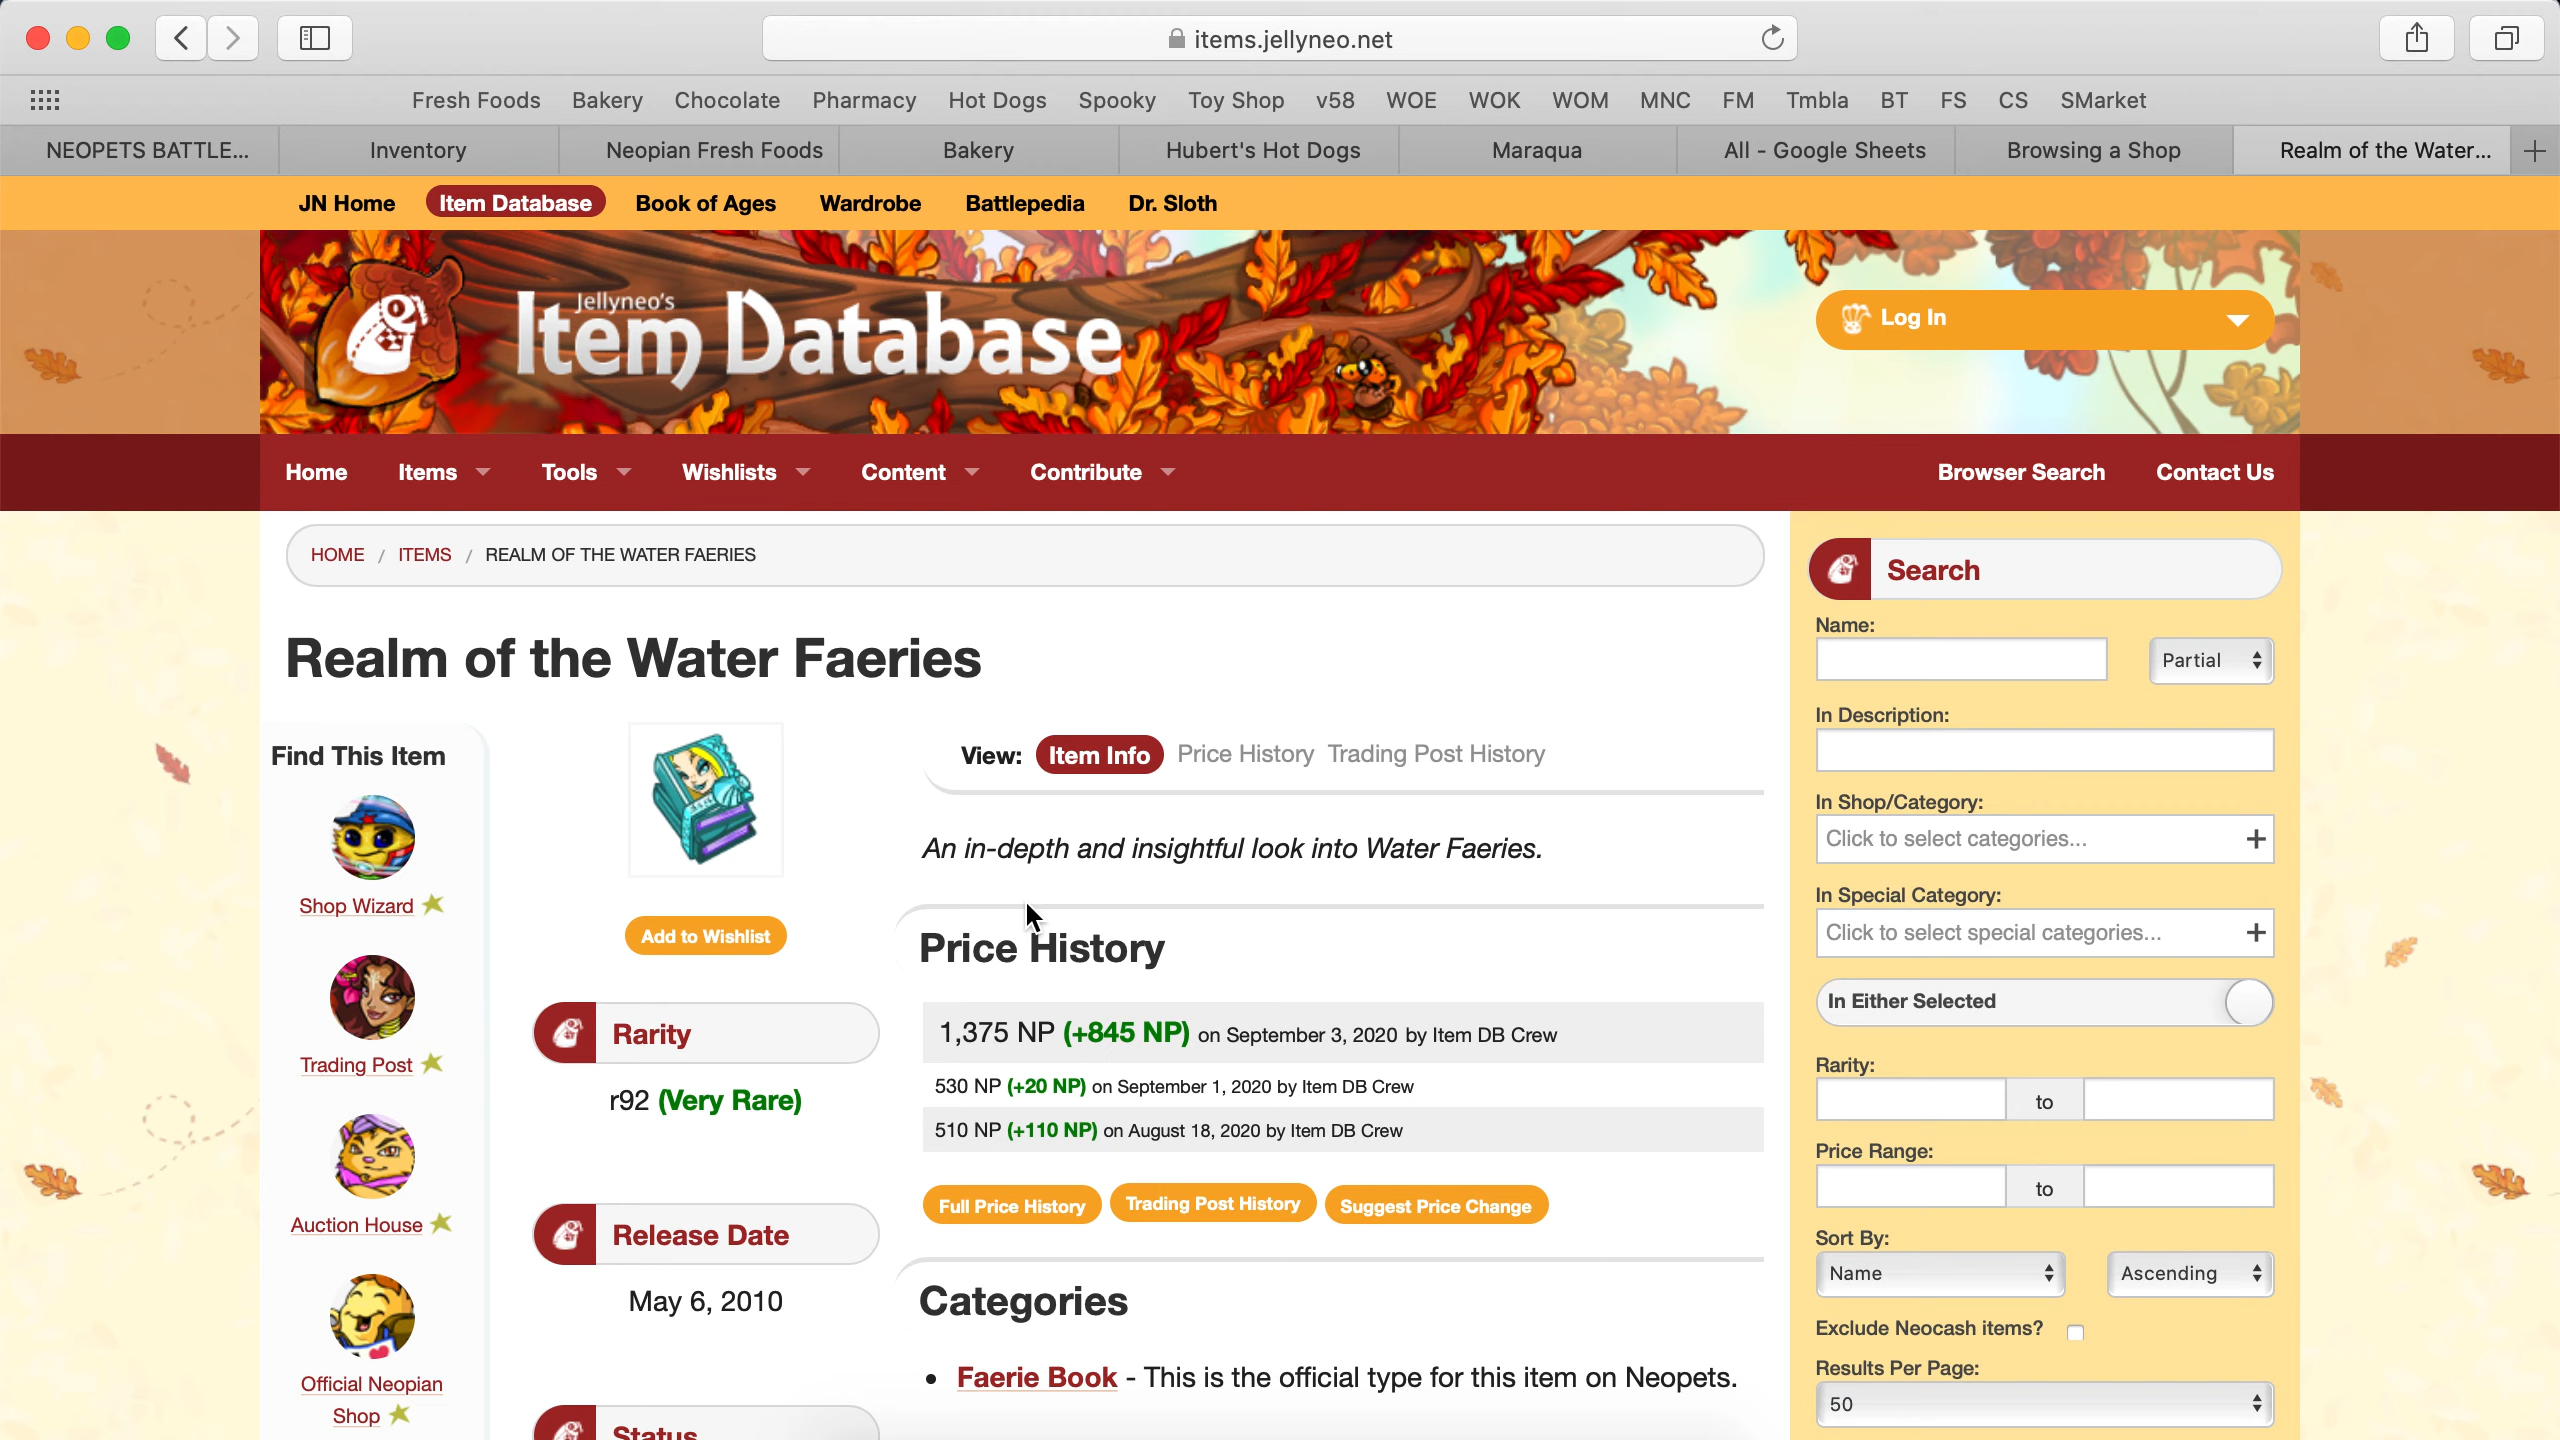 items.jellyneo.net
Fresh Foods Bakery Chocolate Pharmacy Hot Dogs Spooky Toy Shop v58 WOE WOK WOM MNC FM Tmbla BT FS CS SMarket
NEOPETS BATTLE... Inventory Neopian Fresh Foods Bakery Hubert's Hot Dogs Maraqua All - Google Sheets Browsing a Shop Realm of the Water...
JN Home Item Database Book of Ages Wardrobe Battlepedia Dr. Sloth
Jellyneo's
Item Database
Log In
Home Items Tools Wishlists Content Contribute Browser Search Contact Us
HOME / ITEMS / REALM OF THE WATER FAERIES
Realm of the Water Faeries
Find This Item
Shop Wizard
Trading Post
Auction House
Official Neopian
Shop
Add to Wishlist
Rarity
r92 (Very Rare)
Release Date
May 6, 2010
Status
View: Item Info Price History Trading Post History
An in-depth and insightful look into Water Faeries.
Price History
1,375 NP (+845 NP) on September 3, 2020 by Item DB Crew
530 NP (+20 NP) on September 1, 2020 by Item DB Crew
510 NP (+110 NP) on August 18, 2020 by Item DB Crew
Full Price History Trading Post History Suggest Price Change
Categories
• Faerie Book - This is the official type for this item on Neopets.
Search
Name:
Partial
In Description:
In Shop/Category:
Click to select categories... +
In Special Category:
Click to select special categories... +
In Either Selected
Rarity:
to
Price Range:
to
Sort By:
Name Ascending
Exclude Neocash items?
Results Per Page:
50